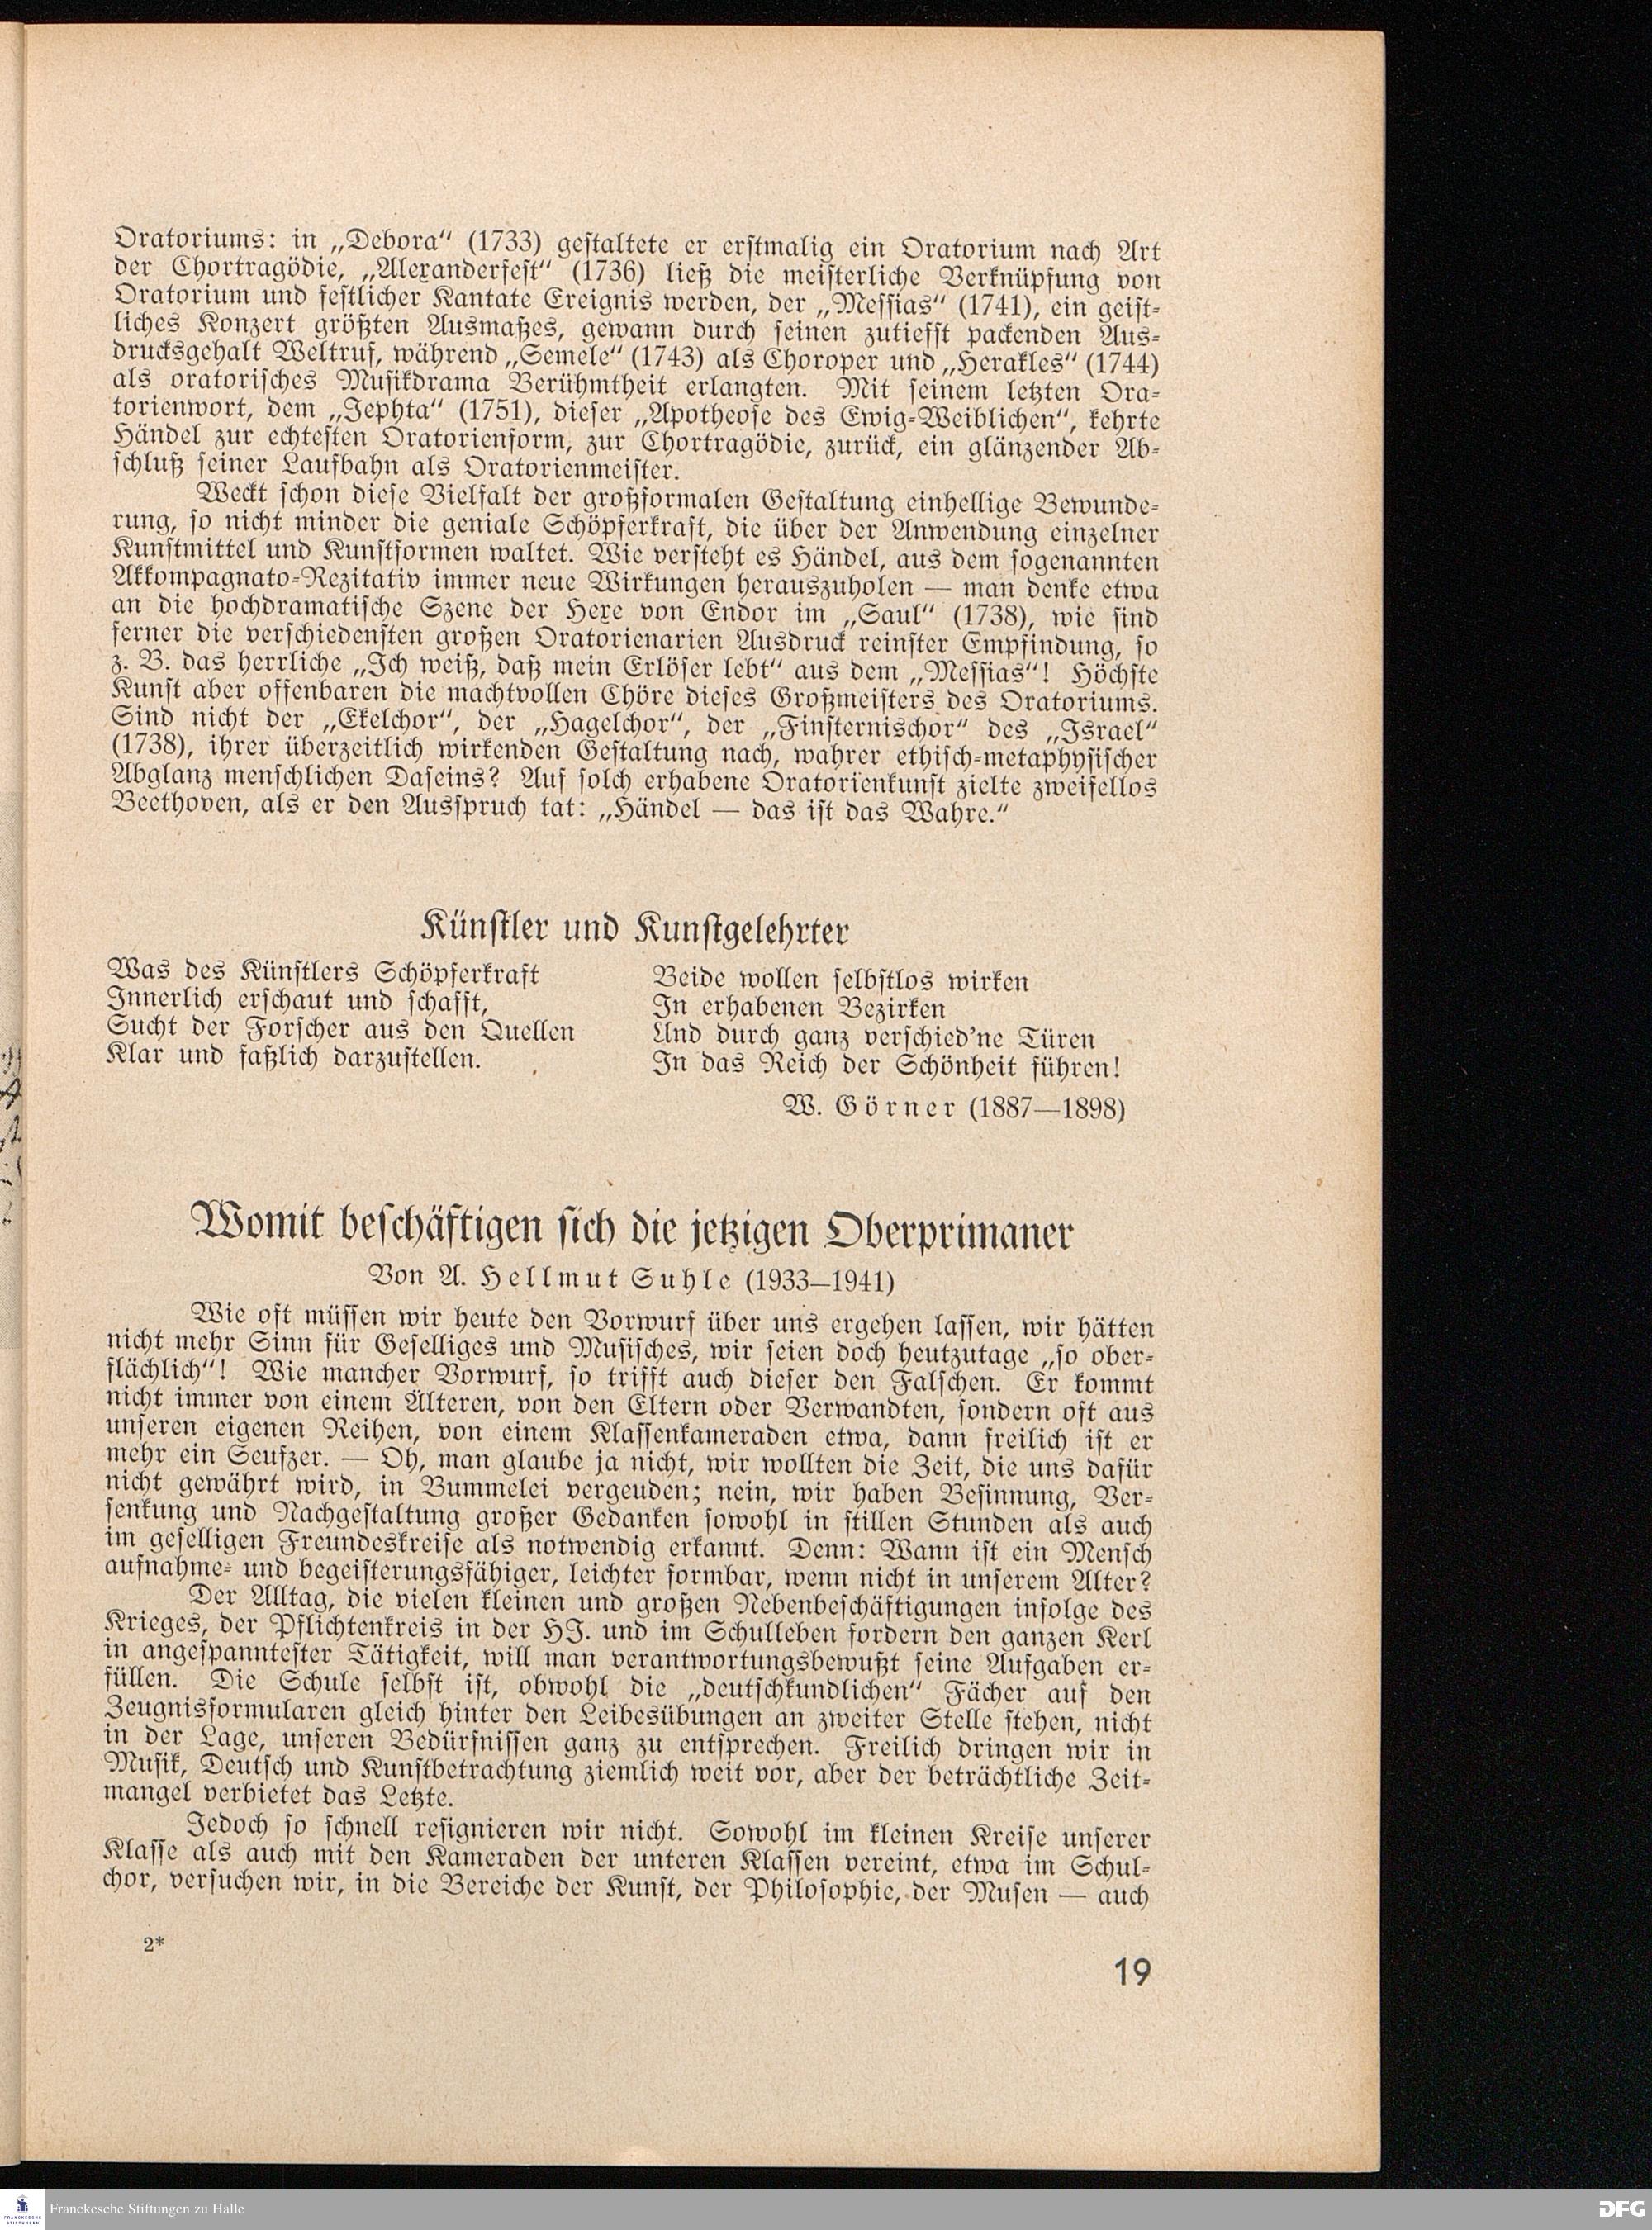 Oratoriums: in „Debora“ (1733) gestaltete er erstmalig ein Oratorium nach Art
der Chortragödie, „Alexanderfest“ (1736) ließ die meisterliche Verknüpfung von
Oratorium und festlicher Kantate Ereignis werden, der „Messias“ (1741), ein geist-
liches Konzert größten Ausmaßes, gewann durch seinen zutiefst packenden Aus-
drucksgehalt Weltruf, während „Semele“ (1743) als Choroper und „Herakles“ (1744)
als oratorisches Musikdrama Berühmtheit erlangten. Mit seinem letzten Ora-
torienwort, dem „Jephta“ (1751), dieser „Apotheose des Ewig-Weiblichen“, kehrte
Händel zur echtesten Oratorienform, zur Chortragödie, zurück, ein glänzender Ab-
schluß seiner Laufbahn als Oratorienmeister.
Weckt schon diese Vielfalt der großformalen Gestaltung einhellige Bewunde-
rung, so nicht minder die geniale Schöpferkraft, die über der Anwendung einzelner
Kunstmittel und Kunstformen waltet. Wie versteht es Händel, aus dem sogenannten
Akkompagnato-Rezitativ immer neue Wirkungen herauszuholen — man denke etwa
an die hochdramatische Szene der Hexe von Endor im „Saul“ (1738), wie sind
ferner die verschiedensten großen Oratorienarien Ausdruck reinster Empfindung, so
z. B. das herrliche „Ich weiß, daß mein Erlöser lebt“ aus dem „Messias“! Höchste
Kunst aber offenbaren die machtvollen Chöre dieses Großmeisters des Oratoriums.
Sind nicht der „Ekelchor“, der „Hagelchor“, der „Finsternischor“ des „Israel“
(1738), ihrer überzeitlich wirkenden Gestaltung nach, wahrer ethisch-metaphysischer
Abglanz menschlichen Daseins? Auf solch erhabene Oratorienkunst zielte zweifellos
Beethoven, als er den Ausspruch tat: „Händel — das ist das Wahre.“
Künstler und Kunstgelehrter
Was des Künstlers Schöpferkraft
Innerlich erschaut und schafft,
Sucht der Forscher aus den Quellen
Klar und faßlich darzustellen.
Beide wollen selbstlos wirken
In erhabenen Bezirken
Und durch ganz verschied'ne Türen
In das Reich der Schönheit führen!
W. Görner (1887—1898)
Womit beschäftigen sich die jetzigen Oberprimaner
Von A. Hellmut Suhle (1933—1941)
Wie oft müssen wir heute den Vorwurf über uns ergehen lassen, wir hätten
nicht mehr Sinn für Geselliges und Musisches, wir seien doch heutzutage „so ober-
flächlich“! Wie mancher Vorwurf, so trifft auch dieser den Falschen. Er kommt
nicht immer von einem Älteren, von den Eltern oder Verwandten, sondern oft aus
unseren eigenen Reihen, von einem Klassenkameraden etwa, dann freilich ist er
mehr ein Seufzer. — Oh, man glaube ja nicht, wir wollten die Zeit, die uns dafür
nicht gewährt wird, in Bummelei vergeuden; nein, wir haben Besinnung, Ver-
senkung und Nachgestaltung großer Gedanken sowohl in stillen Stunden als auch
im geselligen Freundeskreise als notwendig erkannt. Denn: Wann ist ein Mensch
aufnahme- und begeisterungsfähiger, leichter formbar, wenn nicht in unserem Alter?
Der Alltag, die vielen kleinen und großen Nebenbeschäftigungen infolge des
Krieges, der Pflichtenkreis in der HJ. und im Schulleben fordern den ganzen Kerl
in angespanntester Tätigkeit, will man verantwortungsbewußt seine Aufgaben er-
füllen. Die Schule selbst ist, obwohl die „deutschkundlichen“ Fächer auf den
Zeugnisformularen gleich hinter den Leibesübungen an zweiter Stelle stehen, nicht
in der Lage, unseren Bedürfnissen ganz zu entsprechen. Freilich dringen wir in
Musik, Deutsch und Kunstbetrachtung ziemlich weit vor, aber der beträchtliche Zeit-
mangel verbietet das Letzte.
Jedoch so schnell resignieren wir nicht. Sowohl im kleinen Kreise unserer
Klasse als auch mit den Kameraden der unteren Klassen vereint, etwa im Schul-
chor, versuchen wir, in die Bereiche der Kunst, der Philosophie, der Musen — auch
2*
19
FRANCKESCHE STIFTUNGEN
Franckesche Stiftungen zu Halle
DFG